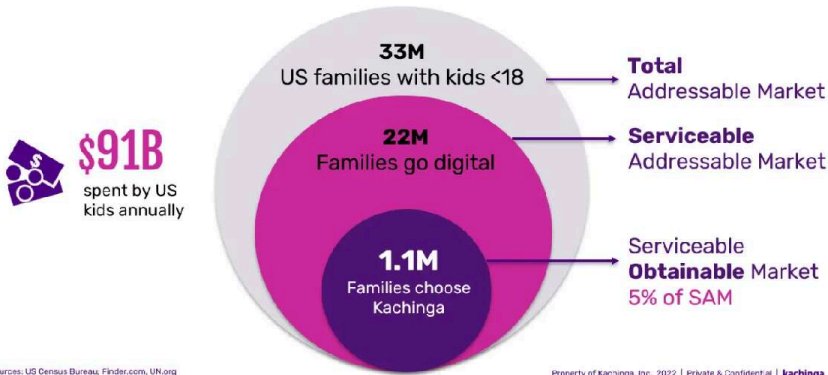 33M
US families with kids <18
Total
Addressable Market
22M
Families go digital
Serviceable
Addressable Market
$
$91B
spent by US
kids annually
1.1M
Families choose
Kachinga
Serviceable
Obtainable Market
5% of SAM
ources: US Census Bureau; Finder.com, UN.org
Property of Kachinga, Inc. 2022 | Private & Confidential | kachinga